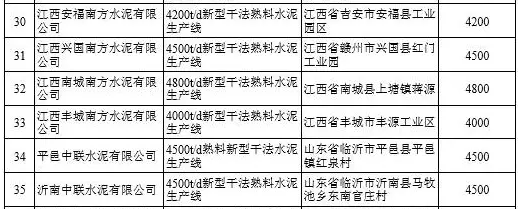 30 江西安福南方水泥有限公司 4200t/d新型干法熟料水泥生产线 江西省吉安市安福县工业园区 4200
31 江西兴国南方水泥有限公司 4500t/d新型干法熟料水泥生产线 江西省赣州市兴国县红门工业园 4500
32 江西南城南方水泥有限公司 4800t/d新型干法熟料水泥生产线 江西省南城县上塘镇蒋源 4800
33 江西丰城南方水泥有限公司 4000t/d新型干法熟料水泥生产线 江西省丰城市丰源工业区 4000
34 平邑中联水泥有限公司 4500t/d熟料新型干法水泥生产线 山东省临沂市平邑县平邑镇红泉村 4500
35 沂南中联水泥有限公司 4500t/d新型干法熟料水泥生产线 山东省临沂市沂南县马牧池乡东南官庄村 4500